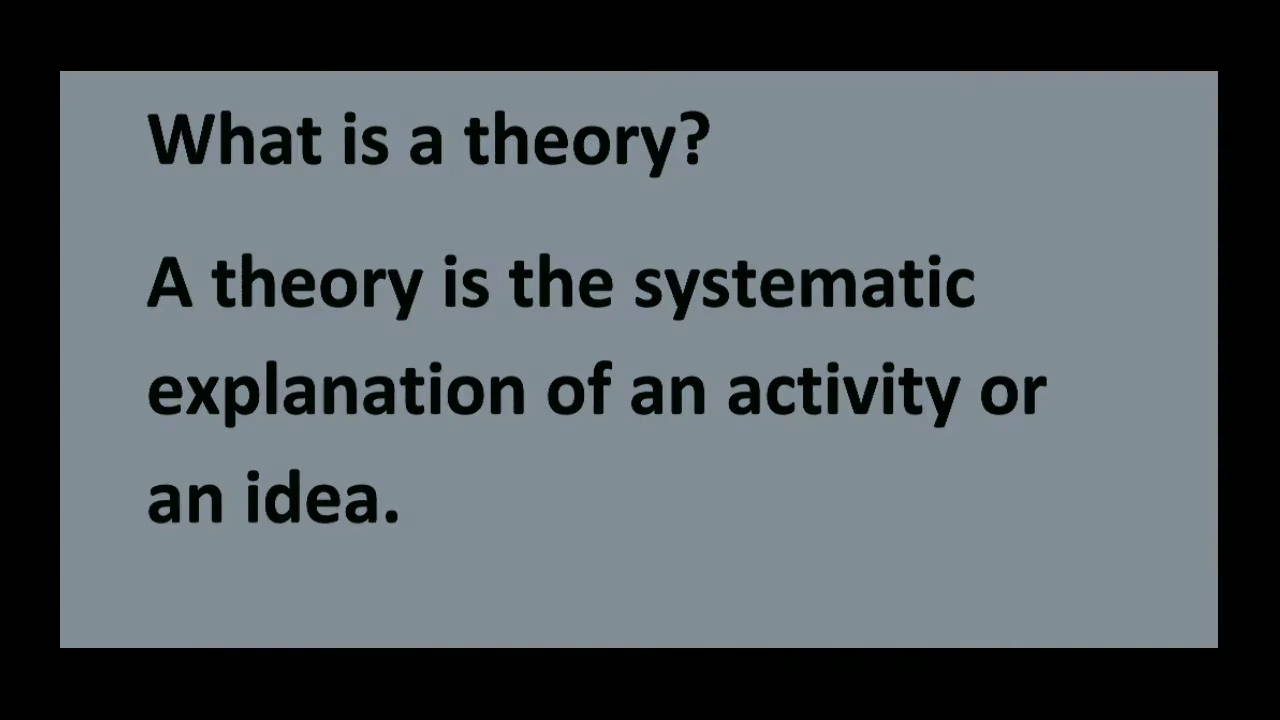 What is a theory?
A theory is the systematic
explanation of an activity or
an idea.